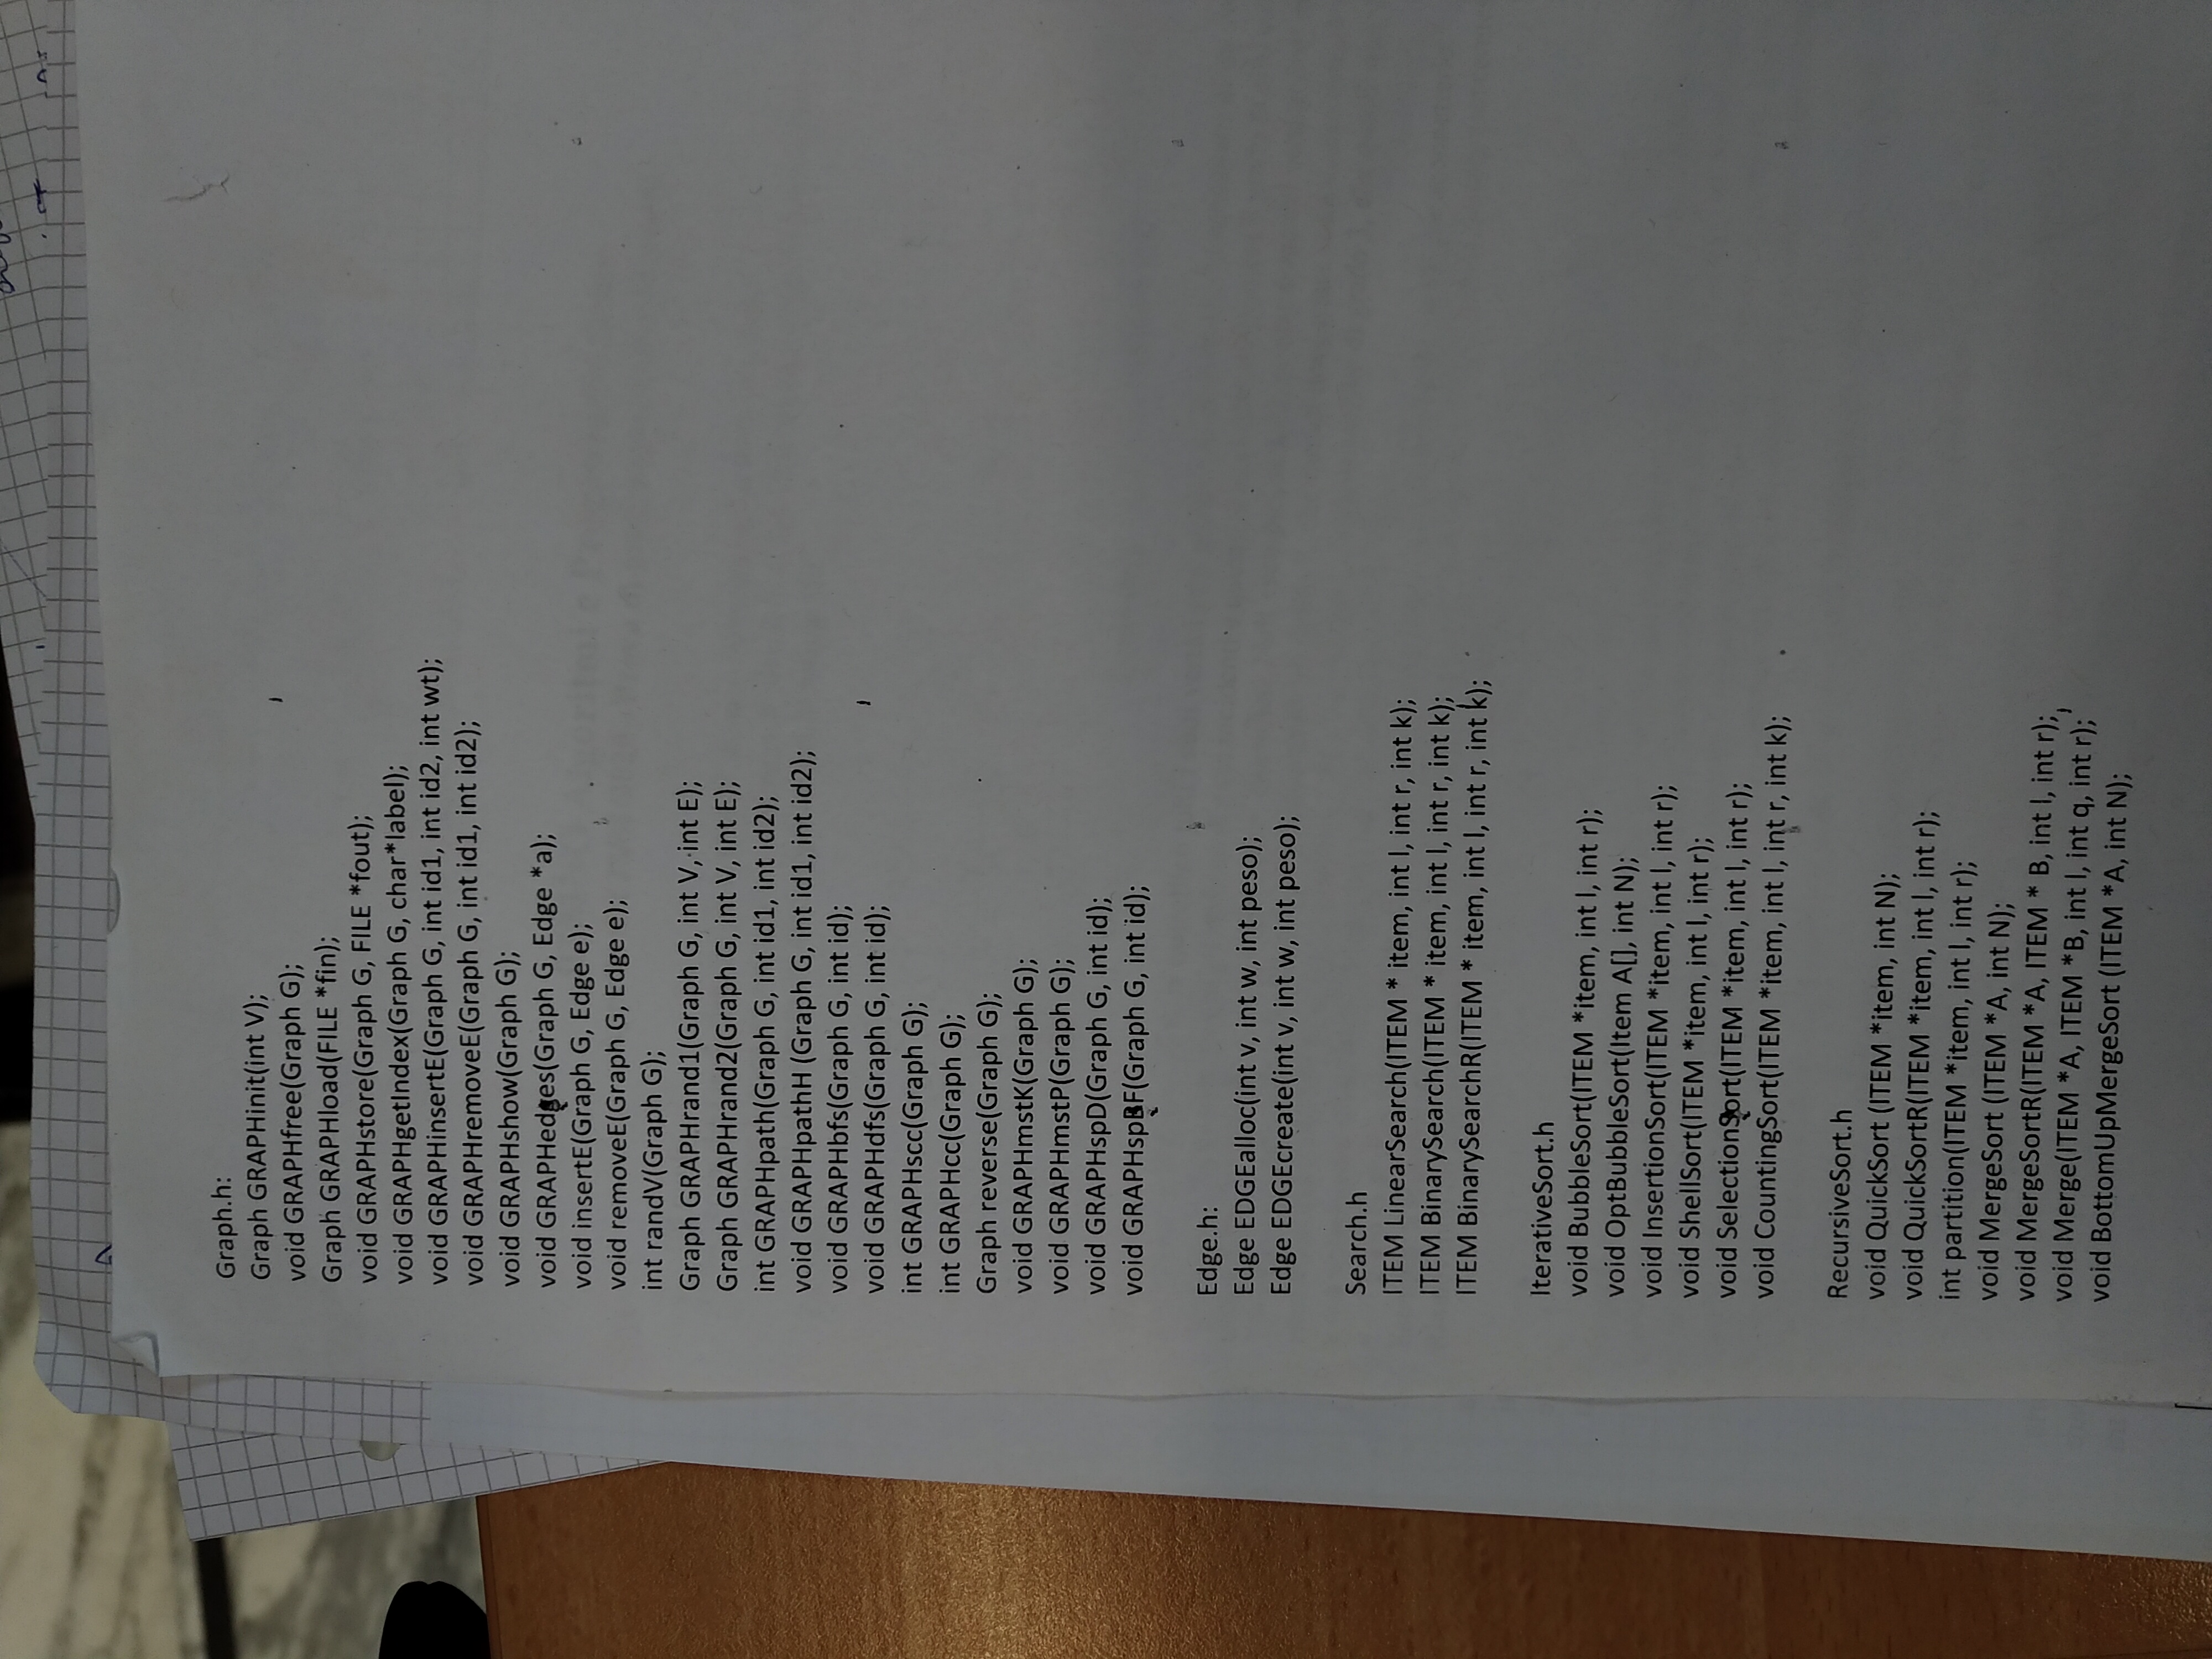 Graph.h:
Graph GRAPHinit(int V);
void GRAPHfree(Graph G);
Graph GRAPHload(FILE *fin);
void GRAPHstore(Graph G, FILE *fout);
void GRAPHgetIndex(Graph G, char*label);
void GRAPHinsertE(Graph G, int id1, int id2, int wt);
void GRAPHremoveE(Graph G, int id1, int id2);
void GRAPHshow(Graph G);
void GRAPHedges(Graph G, Edge *a);
void insertE(Graph G, Edge e);
void removeE(Graph G, Edge e);
int randV(Graph G);
Graph GRAPHrand1(Graph G, int V, int E);
Graph GRAPHrand2(Graph G, int V, int E);
int GRAPHpath(Graph G, int id1, int id2);
void GRAPHpathH (Graph G, int id1, int id2);
void GRAPHbfs(Graph G, int id);
void GRAPHdfs(Graph G, int id);
int GRAPHscc(Graph G);
int GRAPHcc(Graph G);
Graph reverse(Graph G);
void GRAPHmstK(Graph G);
void GRAPHmstP(Graph G);
void GRAPHspD(Graph G, int id);
void GRAPHspBF(Graph G, int id);
Edge.h:
Edge EDGEalloc(int v, int w, int peso);
Edge EDGEcreate(int v, int w, int peso);
Search.h
ITEM LinearSearch(ITEM * item, int l, int r, int k);
ITEM BinarySearch(ITEM * item, int l, int r, int k);
ITEM BinarySearchR(ITEM * item, int l, int r, int k);
IterativeSort.h
void BubbleSort(ITEM *item, int l, int r);
void OptBubbleSort(Item A[], int N);
void InsertionSort(ITEM *item, int l, int r);
void ShellSort(ITEM *item, int l, int r);
void SelectionSort(ITEM *item, int l, int r);
void CountingSort(ITEM *item, int l, int r, int k);
RecursiveSort.h
void QuickSort (ITEM *item, int N);
void QuickSortR(ITEM *item, int l, int r);
int partition(ITEM *item, int l, int r);
void MergeSort (ITEM *A, int N);
void MergeSortR(ITEM *A, ITEM * B, int l, int r);
void Merge(ITEM *A, ITEM *B, int l, int q, int r);
void BottomUpMergeSort (ITEM *A, int N);